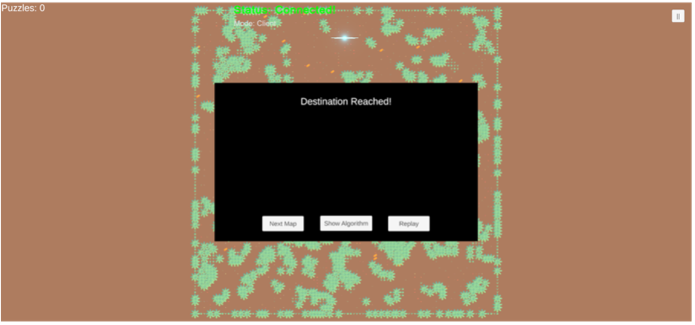 Puzzles: 0
Mode: Client
||
Destination Reached!
Next Map
Show Algorithm
Replay